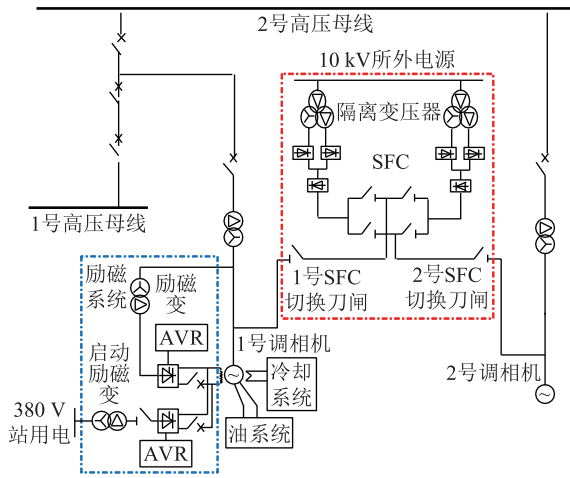 2号高压母线
10 kV所外电源
隔离变压器
SFC
1号高压母线
励磁
系统
励磁
变
1号SFC
切换刀闸
2号SFC
切换刀闸
AVR
1号调相机
启动
励磁
变
冷却
系统
2号调相机
380 V
站用电
油系统
AVR